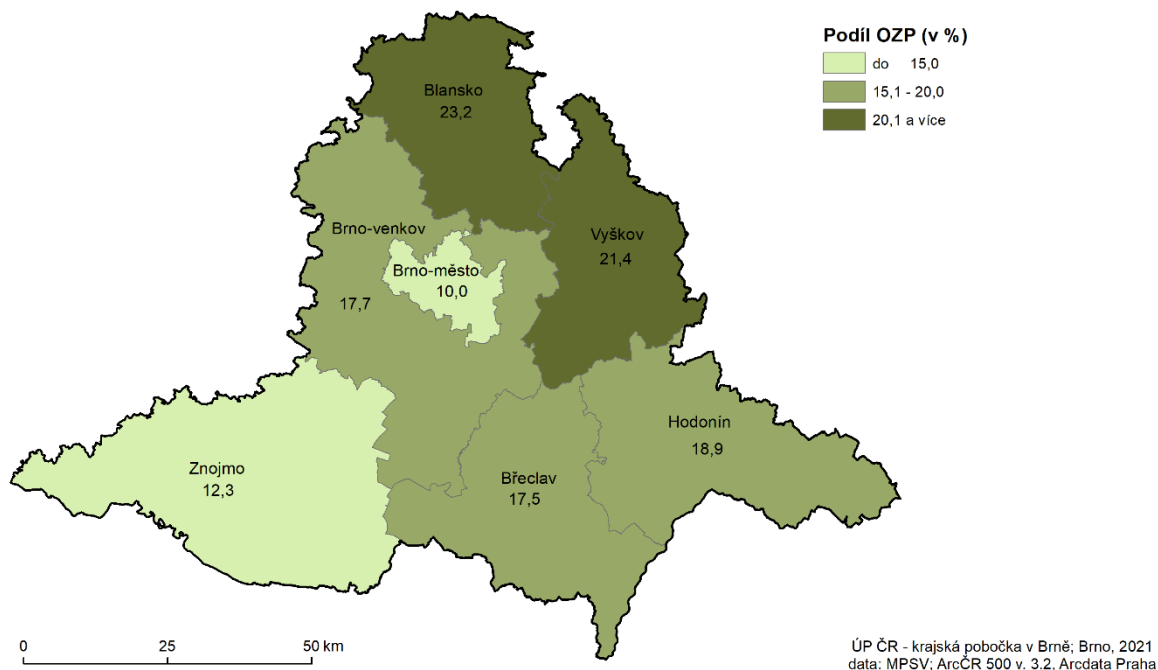 Podíl OZP (v %)
do 15,0
15,1 - 20,0
20,1 a více
Blansko
23,2
Brno-venkov
17,7
Brno-město
10,0
Vyškov
21,4
Hodonín
18,9
Břeclav
17,5
Znojmo
12,3
0 25 50 km
ÚP ČR - krajská pobočka v Brně; Brno, 2021
data: MPSV; ArcČR 500 v. 3.2, Arcdata Praha